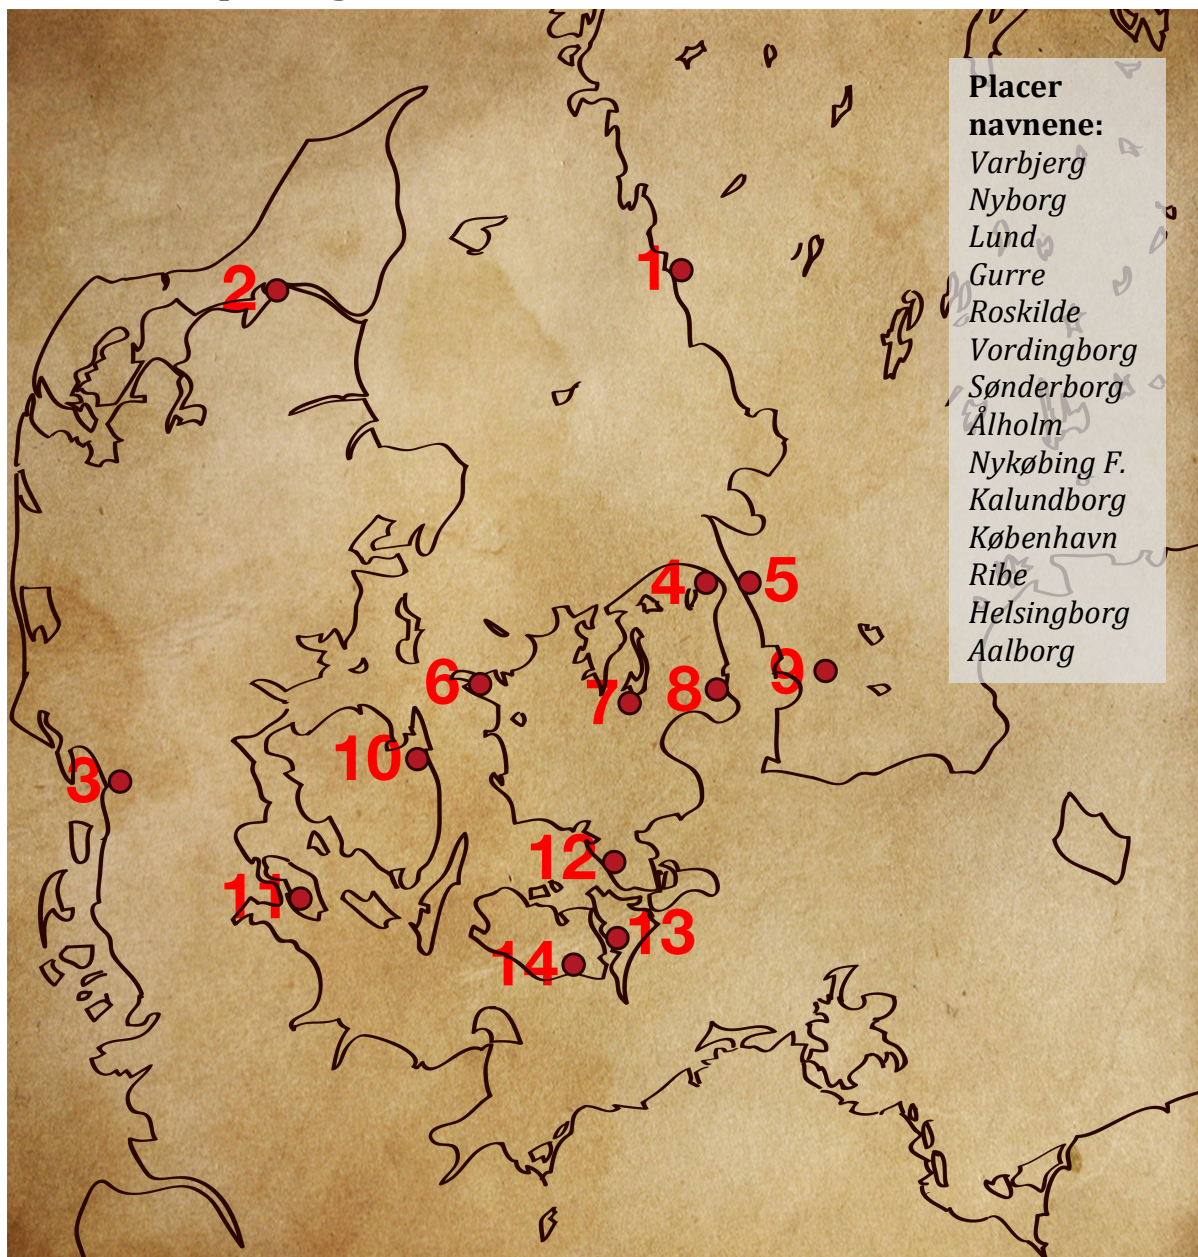 Placer
navnene:
Varbjerg
Nyborg
Lund
Gurre
Roskilde
Vordingborg
Sønderborg
Ålholm
Nykøbing F.
Kalundborg
København
Ribe
Helsingborg
Aalborg
1
2
3
4
5
6
7
8
9
10
11
12
13
14